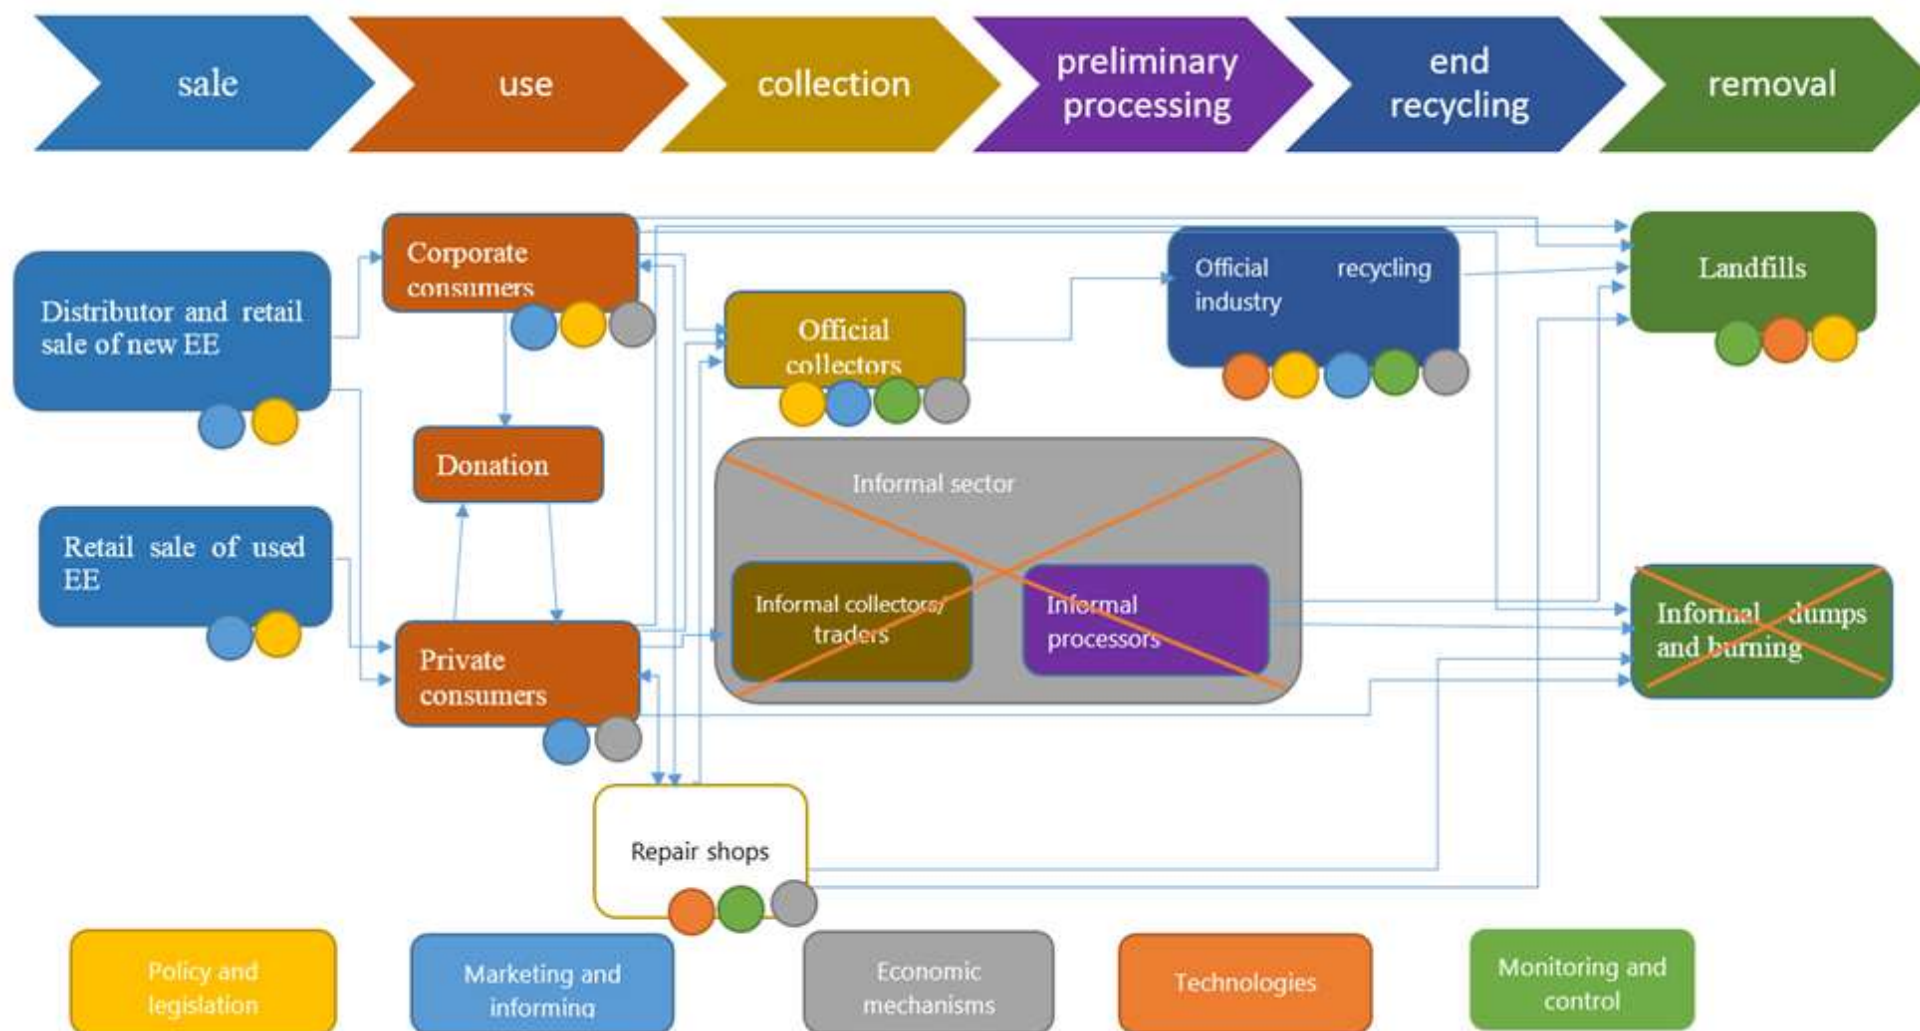 sale
use
collection
preliminary
processing
end
recycling
removal
Distributor and retail
sale of new EE
Corporate
consumers
Official
collectors
Official recycling
industry
Landfills
Donation
Informal sector
Retail sale of used
EE
Informal collectors/
traders
Informal
processors
Informal dumps
and burning
Private
consumers
Repair shops
Policy and
legislation
Marketing and
informing
Economic
mechanisms
Technologies
Monitoring and
control